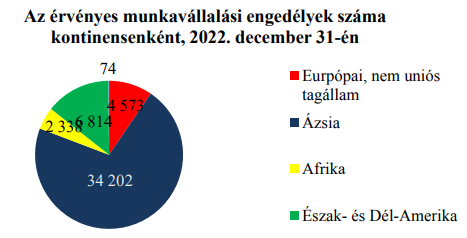 Az érvényes munkavállalási engedélyek száma
kontinensenként, 2022. december 31-én
74
4 573
2 338
6 814
34 202
Eurpópai, nem uniós
tagállam
Ázsia
Afrika
Észak- és Dél-Amerika